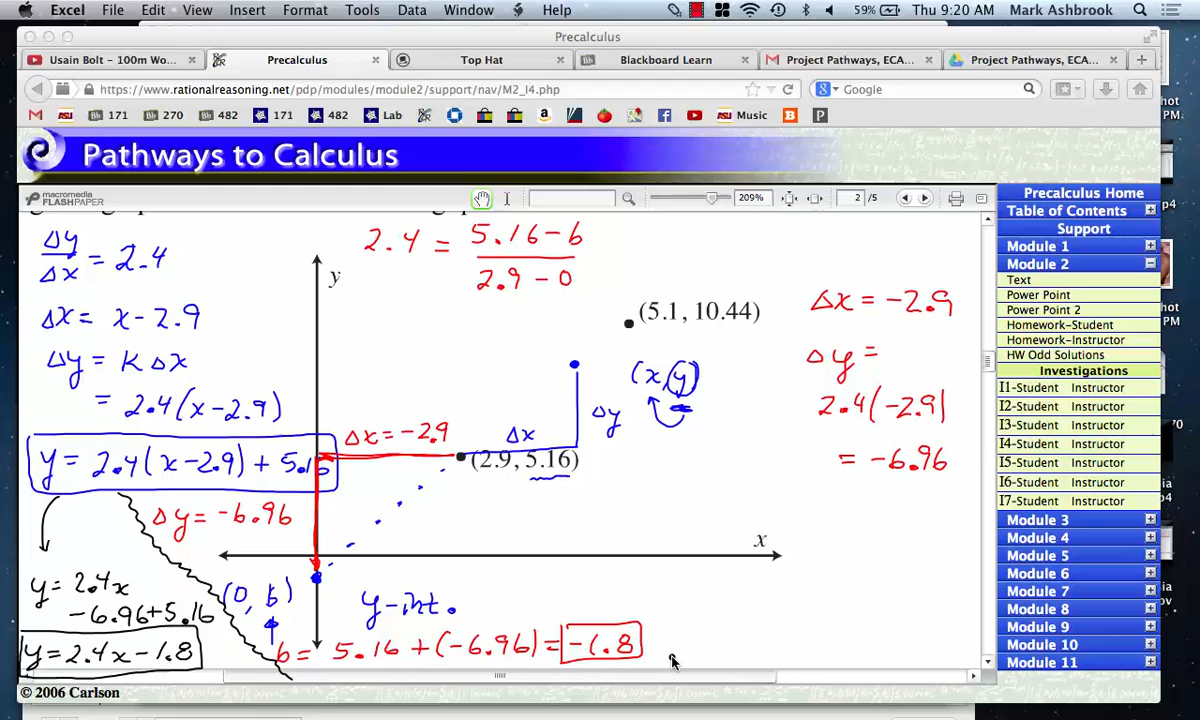 Excel File Edit View Insert Format Tools Data Window Help 59% Thu 9:20 AM Mark Ashbrook
Precalculus
Usain Bolt - 100m Wo... Precalculus Top Hat Blackboard Learn Project Pathways, ECA... Project Pathways, ECA...
https://www.rationalreasoning.net/pdp/modules/module2/support/nav/M2_I4.php Google
ASU 171 270 482 171 482 Lab ASU Music
Pathways to Calculus
macromedia FLASHPAPER 209% 2 /5
Δy/Δx = 2.4
2.4 = (5.16 - b)/(2.9 - 0)
y
Δx = x - 2.9
(5.1, 10.44)
Δx = -2.9
Δy = K Δx
= 2.4(x-2.9)
(x, y)
Δy =
2.4(-2.9)
= -6.96
Δx = -2.9
Δx
Δy
y = 2.4(x-2.9) + 5.16
(2.9, 5.16)
Δy = -6.96
x
y = 2.4x
-6.96+5.16
y = 2.4x - 1.8
(0, b)
y-int.
b = 5.16 + (-6.96) = -1.8
Precalculus Home
Table of Contents
Support
Module 1
Module 2
Text
Power Point
Power Point 2
Homework-Student
Homework-Instructor
HW Odd Solutions
Investigations
I1-Student Instructor
I2-Student Instructor
I3-Student Instructor
I4-Student Instructor
I5-Student Instructor
I6-Student Instructor
I7-Student Instructor
Module 3
Module 4
Module 5
Module 6
Module 7
Module 8
Module 9
Module 10
Module 11
© 2006 Carlson